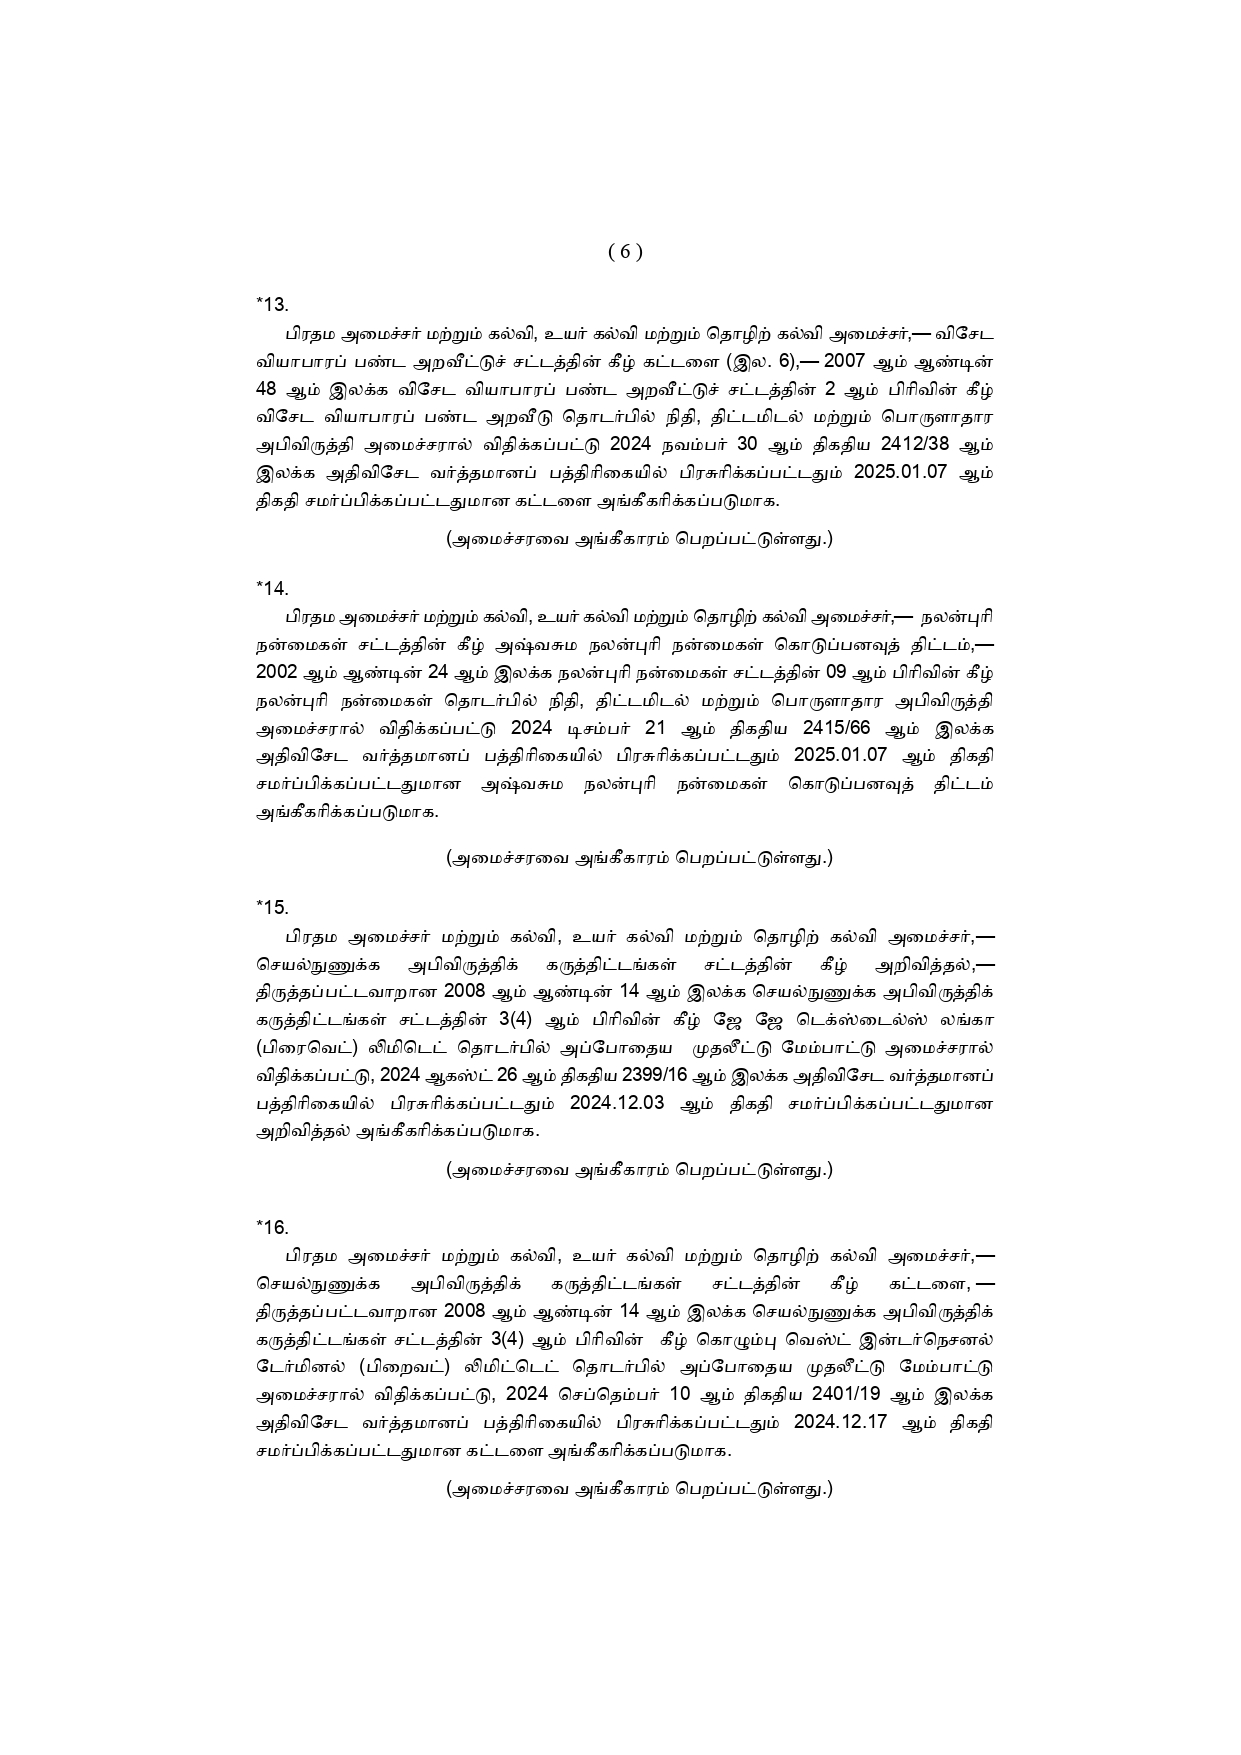 ( 6 )
*13.
பிரதம அமைச்சர் மற்றும் கல்வி, உயர் கல்வி மற்றும் தொழிற் கல்வி அமைச்சர்,— விசேட
வியாபாரப் பண்ட அறவீட்டுச் சட்டத்தின் கீழ் கட்டளை (இல. 6),— 2007 ஆம் ஆண்டின்
48 ஆம் இலக்க விசேட வியாபாரப் பண்ட அறவீட்டுச் சட்டத்தின் 2 ஆம் பிரிவின் கீழ்
விசேட வியாபாரப் பண்ட அறவீடு தொடர்பில் நிதி, திட்டமிடல் மற்றும் பொருளாதார
அபிவிருத்தி அமைச்சரால் விதிக்கப்பட்டு 2024 நவம்பர் 30 ஆம் திகதிய 2412/38 ஆம்
இலக்க அதிவிசேட வர்த்தமானப் பத்திரிகையில் பிரசுரிக்கப்பட்டதும் 2025.01.07 ஆம்
திகதி சமர்ப்பிக்கப்பட்டதுமான கட்டளை அங்கீகரிக்கப்படுமாக.
(அமைச்சரவை அங்கீகாரம் பெறப்பட்டுள்ளது.)
*14.
பிரதம அமைச்சர் மற்றும் கல்வி, உயர் கல்வி மற்றும் தொழிற் கல்வி அமைச்சர்,— நலன்புரி
நன்மைகள் சட்டத்தின் கீழ் அஷ்வசும நலன்புரி நன்மைகள் கொடுப்பனவுத் திட்டம்,—
2002 ஆம் ஆண்டின் 24 ஆம் இலக்க நலன்புரி நன்மைகள் சட்டத்தின் 09 ஆம் பிரிவின் கீழ்
நலன்புரி நன்மைகள் தொடர்பில் நிதி, திட்டமிடல் மற்றும் பொருளாதார அபிவிருத்தி
அமைச்சரால் விதிக்கப்பட்டு 2024 டிசம்பர் 21 ஆம் திகதிய 2415/66 ஆம் இலக்க
அதிவிசேட வர்த்தமானப் பத்திரிகையில் பிரசுரிக்கப்பட்டதும் 2025.01.07 ஆம் திகதி
சமர்ப்பிக்கப்பட்டதுமான அஷ்வசும நலன்புரி நன்மைகள் கொடுப்பனவுத் திட்டம்
அங்கீகரிக்கப்படுமாக.
(அமைச்சரவை அங்கீகாரம் பெறப்பட்டுள்ளது.)
*15.
பிரதம அமைச்சர் மற்றும் கல்வி, உயர் கல்வி மற்றும் தொழிற் கல்வி அமைச்சர்,—
செயல்நுணுக்க அபிவிருத்திக் கருத்திட்டங்கள் சட்டத்தின் கீழ் அறிவித்தல்,—
திருத்தப்பட்டவாறான 2008 ஆம் ஆண்டின் 14 ஆம் இலக்க செயல்நுணுக்க அபிவிருத்திக்
கருத்திட்டங்கள் சட்டத்தின் 3(4) ஆம் பிரிவின் கீழ் ஜே ஜே டெக்ஸ்டைல்ஸ் லங்கா
(பிரைவெட்) லிமிடெட் தொடர்பில் அப்போதைய முதலீட்டு மேம்பாட்டு அமைச்சரால்
விதிக்கப்பட்டு, 2024 ஆகஸ்ட் 26 ஆம் திகதிய 2399/16 ஆம் இலக்க அதிவிசேட வர்த்தமானப்
பத்திரிகையில் பிரசுரிக்கப்பட்டதும் 2024.12.03 ஆம் திகதி சமர்ப்பிக்கப்பட்டதுமான
அறிவித்தல் அங்கீகரிக்கப்படுமாக.
(அமைச்சரவை அங்கீகாரம் பெறப்பட்டுள்ளது.)
*16.
பிரதம அமைச்சர் மற்றும் கல்வி, உயர் கல்வி மற்றும் தொழிற் கல்வி அமைச்சர்,—
செயல்நுணுக்க அபிவிருத்திக் கருத்திட்டங்கள் சட்டத்தின் கீழ் கட்டளை, —
திருத்தப்பட்டவாறான 2008 ஆம் ஆண்டின் 14 ஆம் இலக்க செயல்நுணுக்க அபிவிருத்திக்
கருத்திட்டங்கள் சட்டத்தின் 3(4) ஆம் பிரிவின் கீழ் கொழும்பு வெஸ்ட் இன்டர்நெசனல்
டேர்மினல் (பிறைவட்) லிமிட்டெட் தொடர்பில் அப்போதைய முதலீட்டு மேம்பாட்டு
அமைச்சரால் விதிக்கப்பட்டு, 2024 செப்தெம்பர் 10 ஆம் திகதிய 2401/19 ஆம் இலக்க
அதிவிசேட வர்த்தமானப் பத்திரிகையில் பிரசுரிக்கப்பட்டதும் 2024.12.17 ஆம் திகதி
சமர்ப்பிக்கப்பட்டதுமான கட்டளை அங்கீகரிக்கப்படுமாக.
(அமைச்சரவை அங்கீகாரம் பெறப்பட்டுள்ளது.)